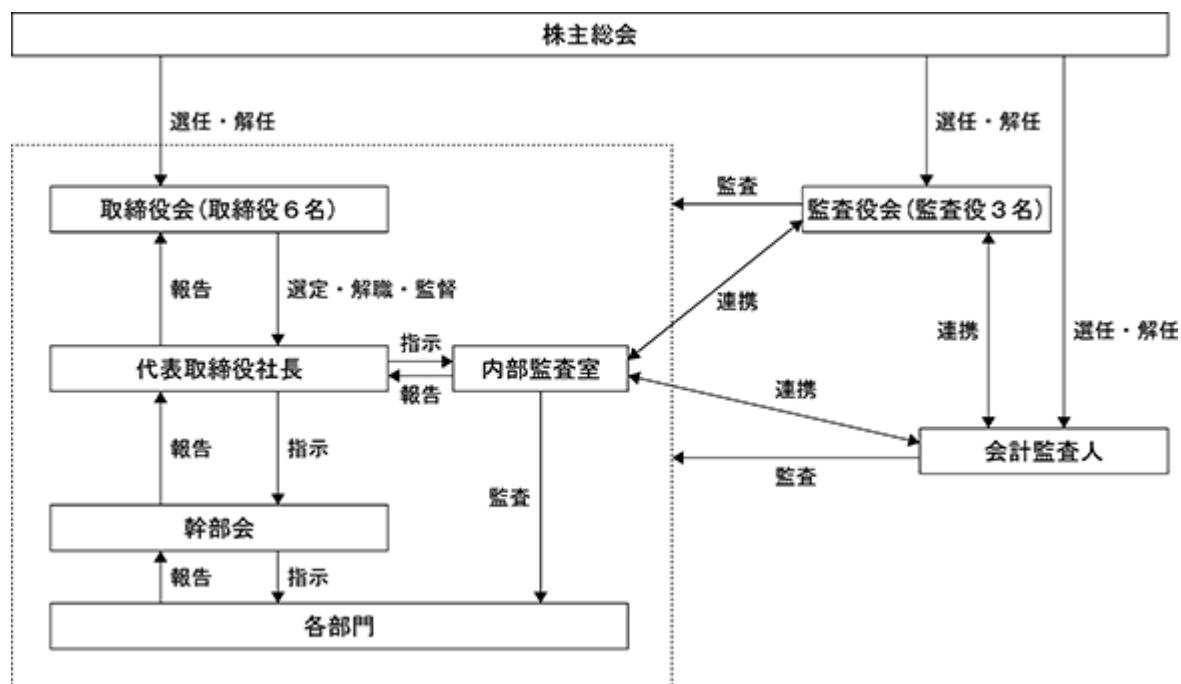 株主総会
選任・解任
選任・解任
監査
取締役会(取締役6名)
監査役会(監査役3名)
報告
選定・解職・監督
連携
連携
選任・解任
指示
代表取締役社長
内部監査室
報告
連携
会計監査人
報告
指示
監査
監査
幹部会
報告
指示
各部門